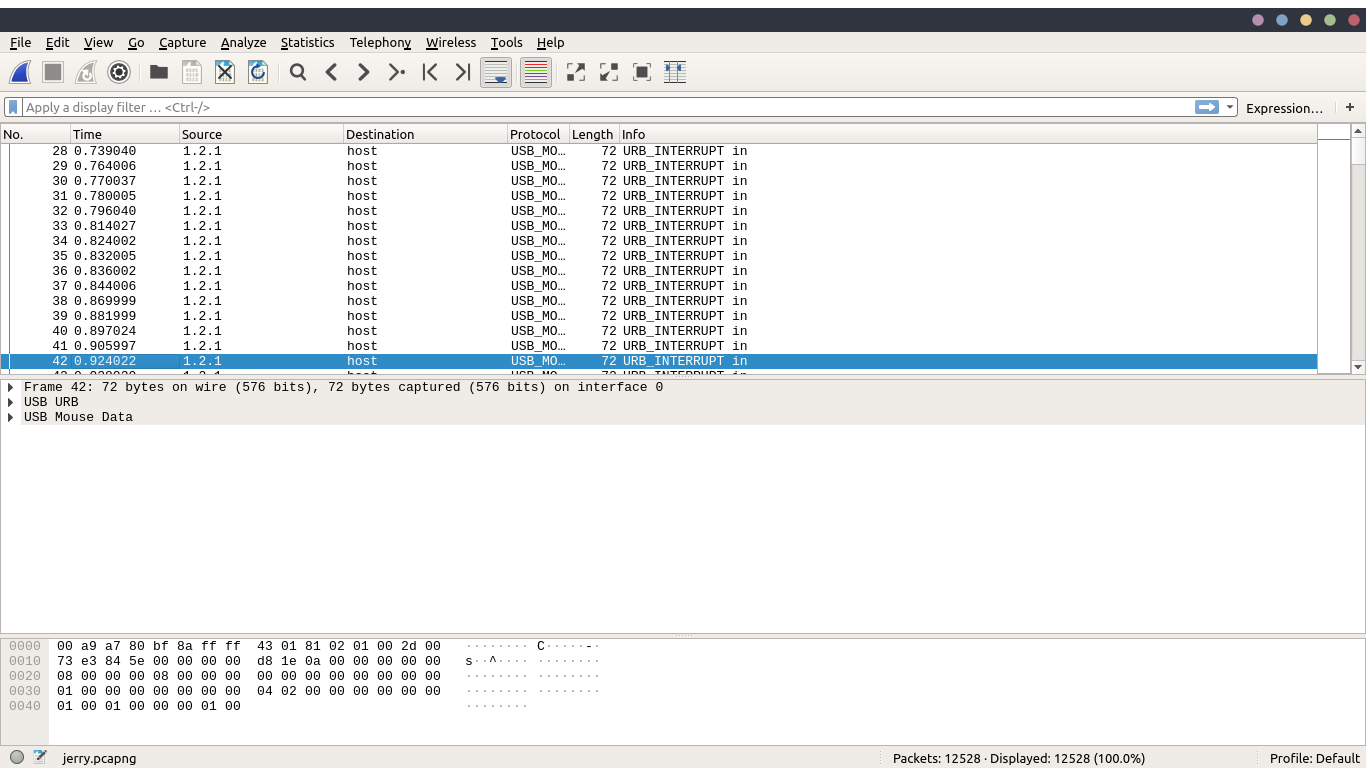 File Edit View Go Capture Analyze Statistics Telephony Wireless Tools Help
Apply a display filter … <Ctrl-/> Expression… +
No. Time Source Destination Protocol Length Info
28 0.739040 1.2.1 host USB_MO… 72 URB_INTERRUPT in
29 0.764006 1.2.1 host USB_MO… 72 URB_INTERRUPT in
30 0.770037 1.2.1 host USB_MO… 72 URB_INTERRUPT in
31 0.780005 1.2.1 host USB_MO… 72 URB_INTERRUPT in
32 0.796040 1.2.1 host USB_MO… 72 URB_INTERRUPT in
33 0.814027 1.2.1 host USB_MO… 72 URB_INTERRUPT in
34 0.824002 1.2.1 host USB_MO… 72 URB_INTERRUPT in
35 0.832005 1.2.1 host USB_MO… 72 URB_INTERRUPT in
36 0.836002 1.2.1 host USB_MO… 72 URB_INTERRUPT in
37 0.844006 1.2.1 host USB_MO… 72 URB_INTERRUPT in
38 0.869999 1.2.1 host USB_MO… 72 URB_INTERRUPT in
39 0.881999 1.2.1 host USB_MO… 72 URB_INTERRUPT in
40 0.897024 1.2.1 host USB_MO… 72 URB_INTERRUPT in
41 0.905997 1.2.1 host USB_MO… 72 URB_INTERRUPT in
42 0.924022 1.2.1 host USB_MO… 72 URB_INTERRUPT in
Frame 42: 72 bytes on wire (576 bits), 72 bytes captured (576 bits) on interface 0
USB URB
USB Mouse Data
0000 00 a9 a7 80 bf 8a ff ff 43 01 81 02 01 00 2d 00 ········ C·····-·
0010 73 e3 84 5e 00 00 00 00 d8 1e 0a 00 00 00 00 00 s··^···· ········
0020 08 00 00 00 08 00 00 00 00 00 00 00 00 00 00 00 ········ ········
0030 01 00 00 00 00 00 00 00 04 02 00 00 00 00 00 00 ········ ········
0040 01 00 01 00 00 00 01 00 ········
jerry.pcapng Packets: 12528 · Displayed: 12528 (100.0%) Profile: Default